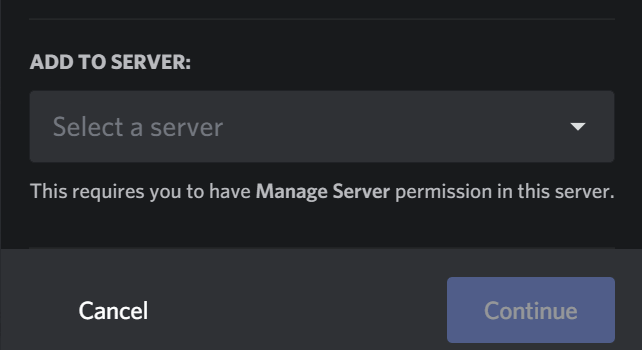 ADD TO SERVER:
Select a server
This requires you to have Manage Server permission in this server.
Cancel
Continue